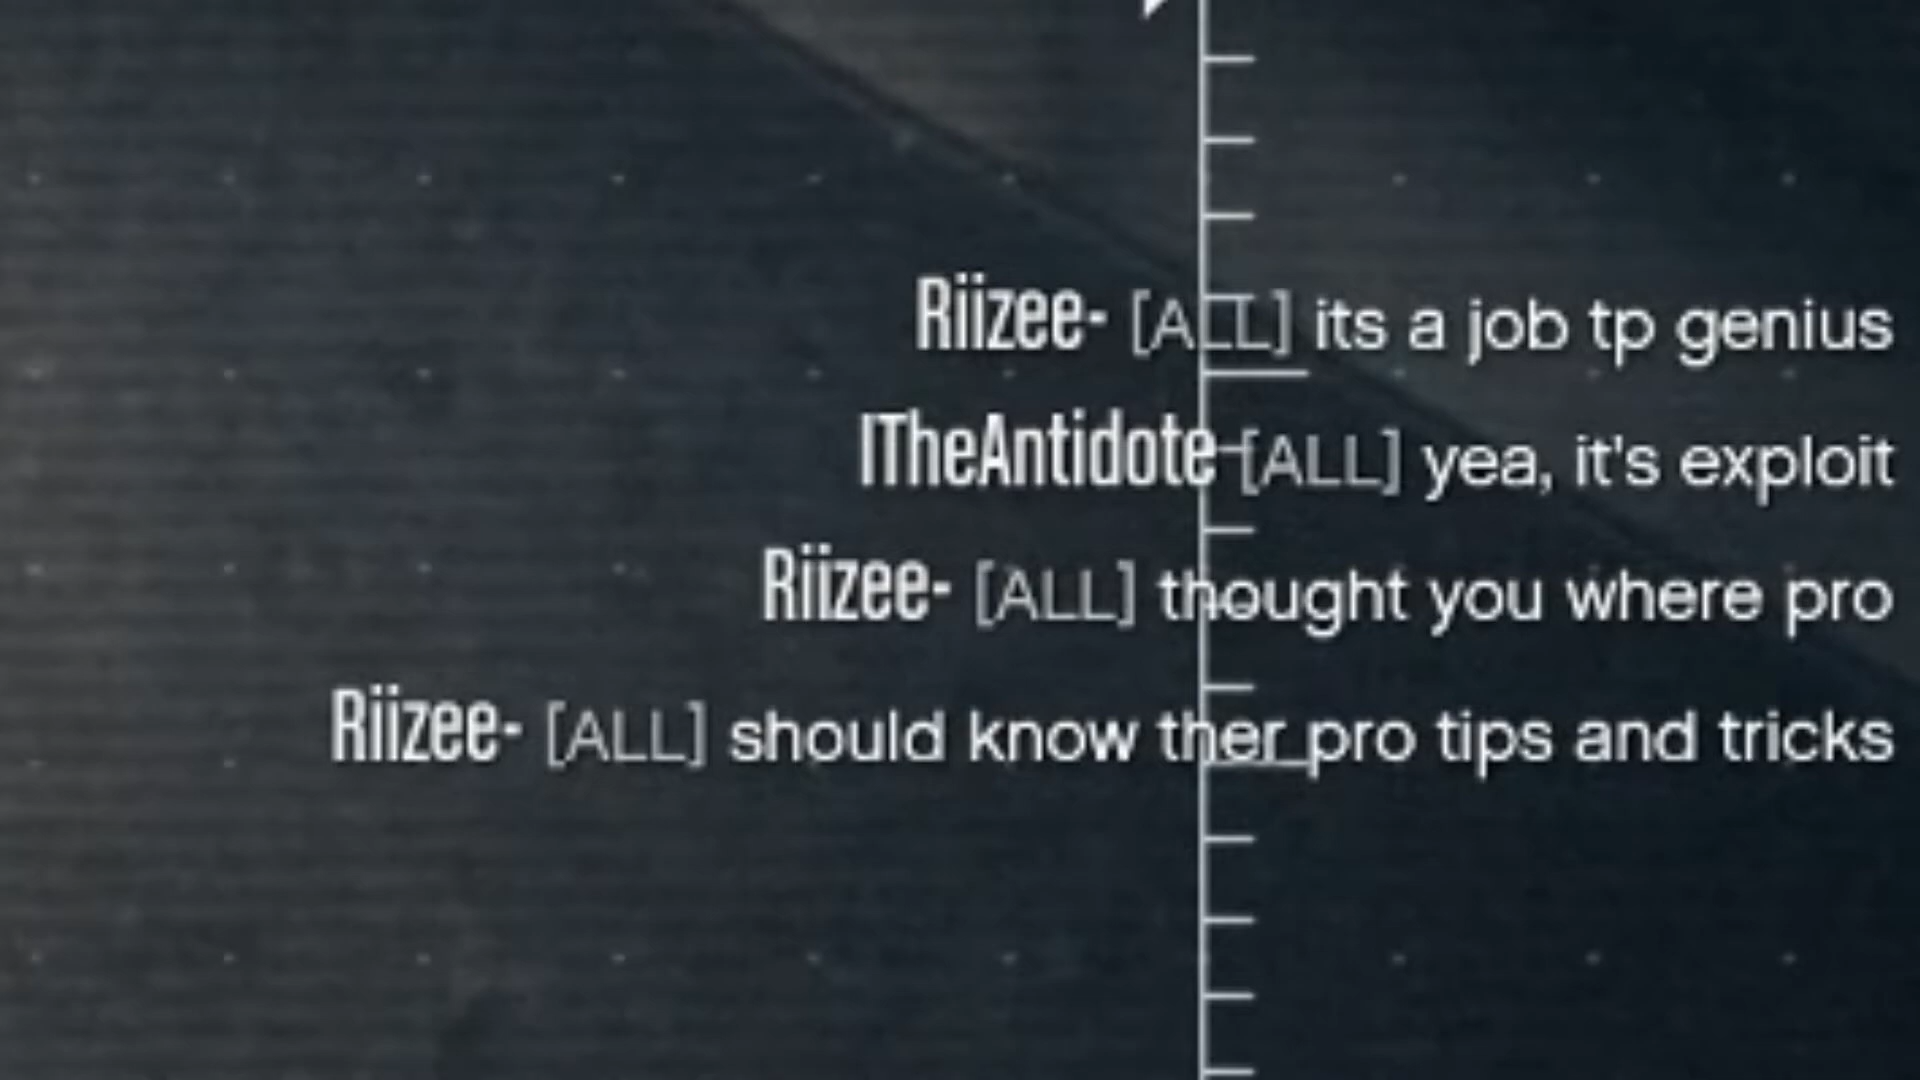 Riizee- [ALL] its a job tp genius
ITheAntidote [ALL] yea, it's exploit
Riizee- [ALL] thought you where pro
Riizee- [ALL] should know ther pro tips and tricks